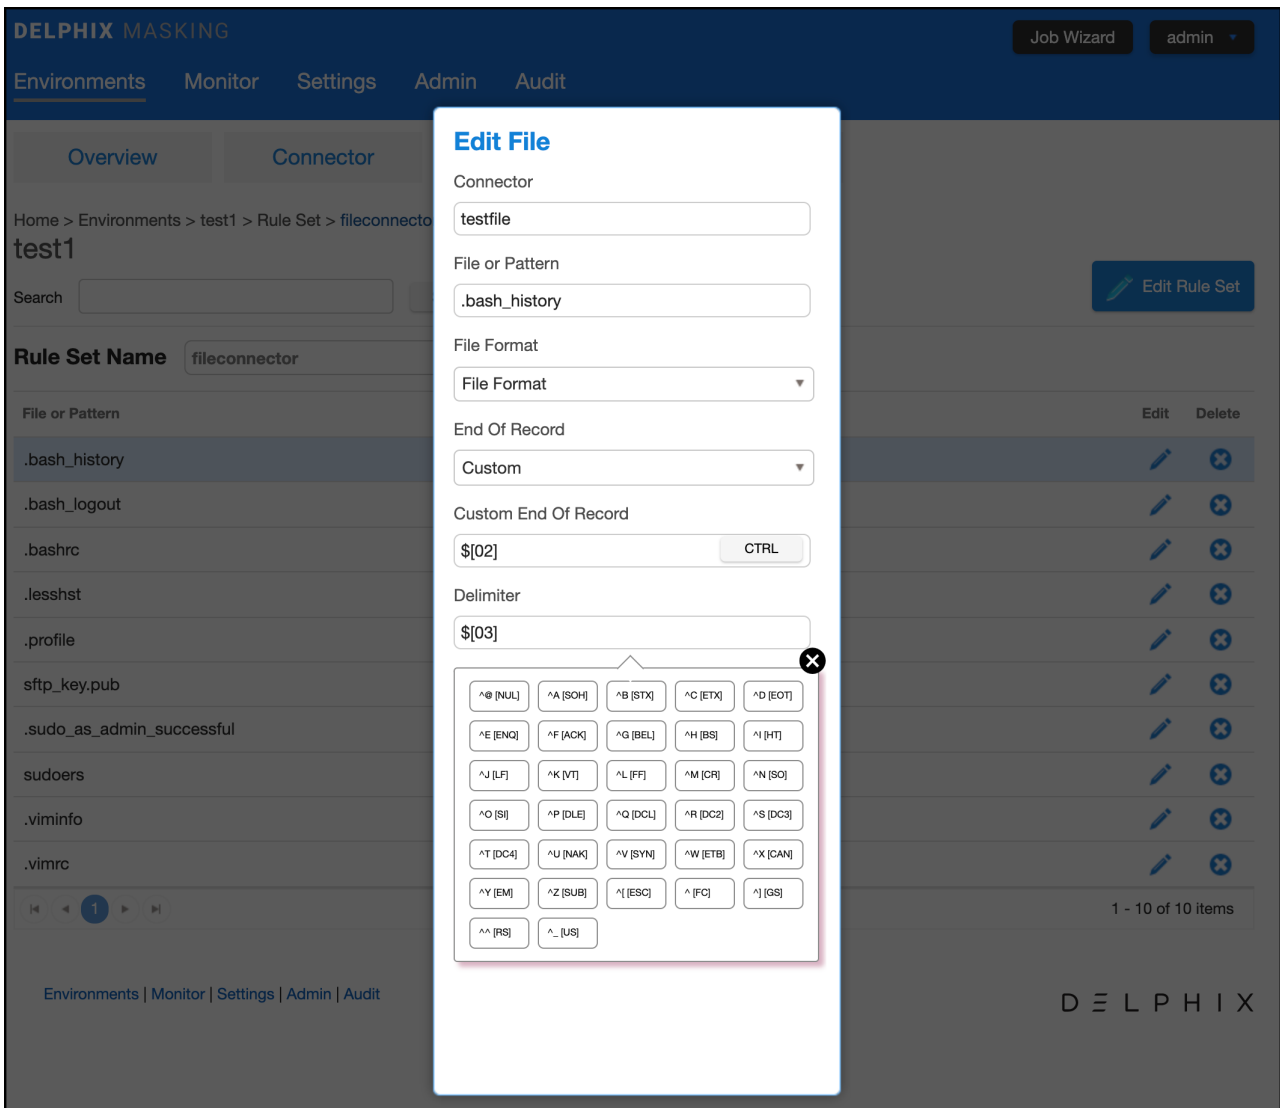 DELPHIX MASKING
Job Wizard
admin
Environments Monitor Settings Admin Audit
Overview
Connector
Home > Environments > test1 > Rule Set > fileconnecto
test1
Search
Edit Rule Set
Rule Set Name
fileconnector
File or Pattern
Edit Delete
.bash_history
.bash_logout
.bashrc
.lesshst
.profile
sftp_key.pub
.sudo_as_admin_successful
sudoers
.viminfo
.vimrc
1
1 - 10 of 10 items
Edit File
Connector
testfile
File or Pattern
.bash_history
File Format
File Format
End Of Record
Custom
Custom End Of Record
$[02]
CTRL
Delimiter
$[03]
^@ [NUL] ^A [SOH] ^B [STX] ^C [ETX] ^D [EOT]
^E [ENQ] ^F [ACK] ^G [BEL] ^H [BS] ^I [HT]
^J [LF] ^K [VT] ^L [FF] ^M [CR] ^N [SO]
^O [SI] ^P [DLE] ^Q [DCL] ^R [DC2] ^S [DC3]
^T [DC4] ^U [NAK] ^V [SYN] ^W [ETB] ^X [CAN]
^Y [EM] ^Z [SUB] ^[ [ESC] ^ [FC] ^] [GS]
^^ [RS] ^_ [US]
Environments | Monitor | Settings | Admin | Audit
DELPHIX